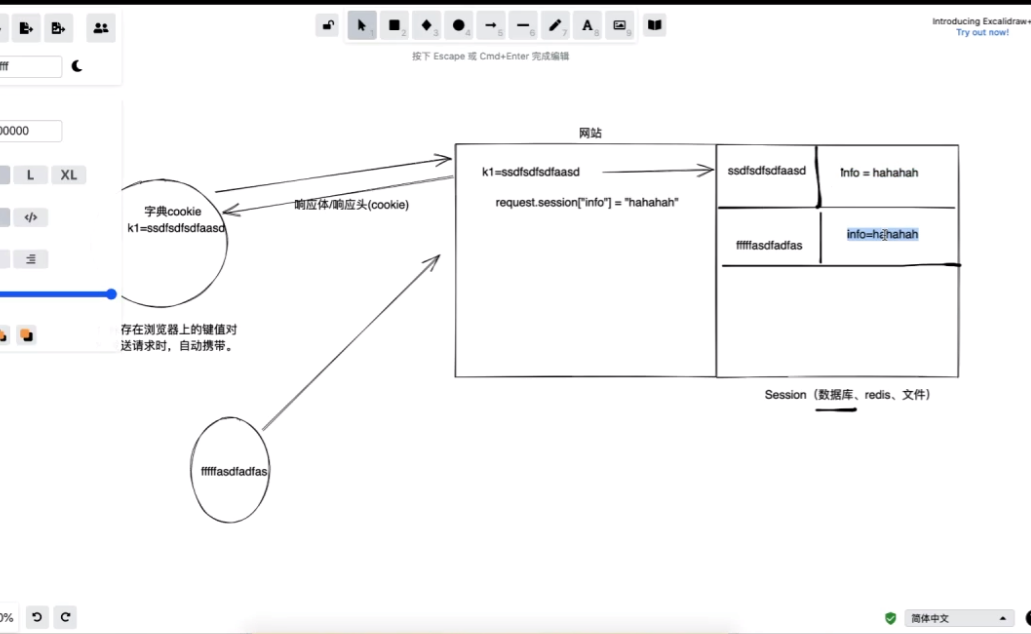 Introducing Excalidraw+
Try out now!
1
2
3
4
5
6
7
A
8
9
按下 Escape 或 Cmd+Enter 完成编辑
fff
00000
L
XL
</>
网站
k1=ssdfsdfsdfaasd
request.session["info"] = "hahahah"
ssdfsdfsdfaasd
info = hahahah
fffffasdfadfas
info=hahahah
响应体/响应头(cookie)
字典cookie
k1=ssdfsdfsdfaasd
存在浏览器上的键值对
送请求时，自动携带。
Session（数据库、redis、文件）
fffffasdfadfas
0%
简体中文